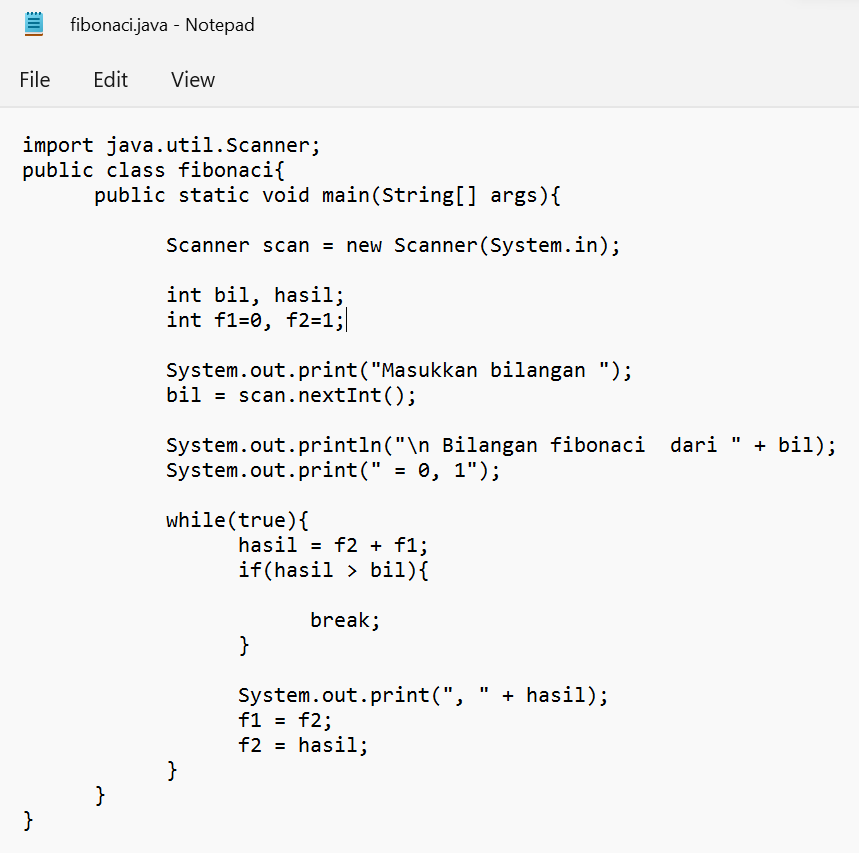 fibonaci.java - Notepad
File Edit View
import java.util.Scanner;
public class fibonaci{
      public static void main(String[] args){
            Scanner scan = new Scanner(System.in);
            int bil, hasil;
            int f1=0, f2=1;
            System.out.print("Masukkan bilangan ");
            bil = scan.nextInt();
            System.out.println("\n Bilangan fibonaci  dari " + bil);
            System.out.print(" = 0, 1");
            while(true){
                  hasil = f2 + f1;
                  if(hasil > bil){
                        break;
                  }
                  System.out.print(", " + hasil);
                  f1 = f2;
                  f2 = hasil;
            }
      }
}